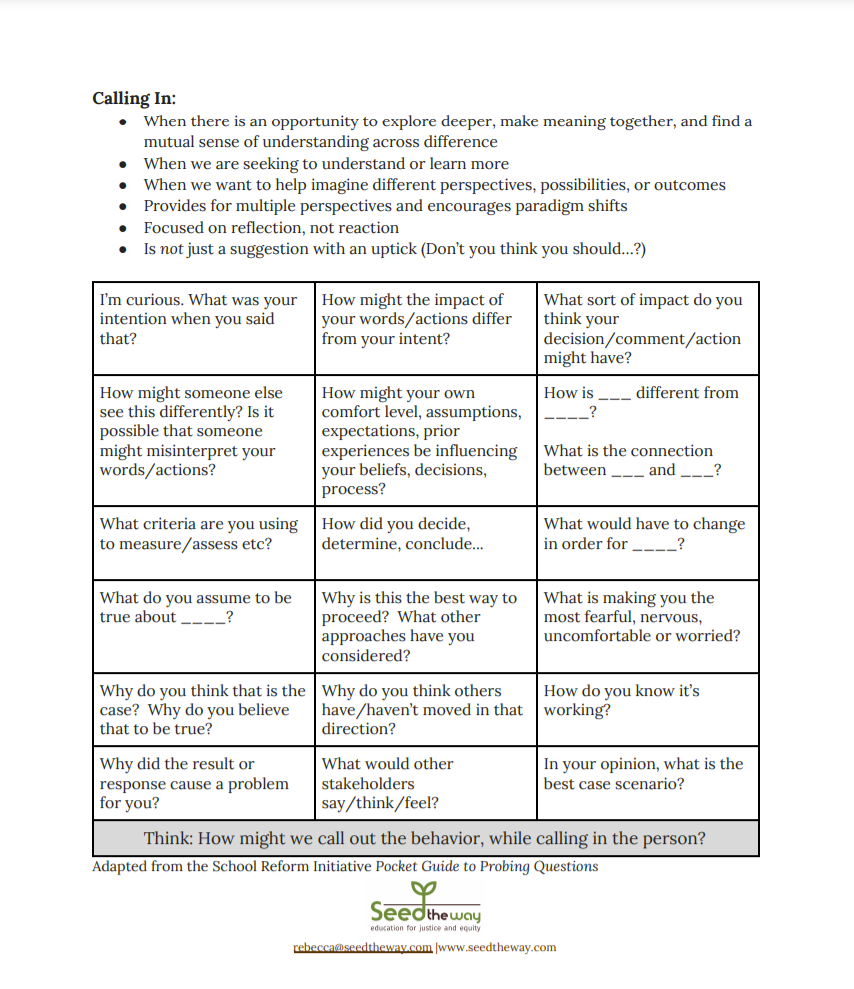 Calling In:
● When there is an opportunity to explore deeper, make meaning together, and find a
mutual sense of understanding across difference
● When we are seeking to understand or learn more
● When we want to help imagine different perspectives, possibilities, or outcomes
● Provides for multiple perspectives and encourages paradigm shifts
● Focused on reflection, not reaction
● Is not just a suggestion with an uptick (Don't you think you should...?)
I'm curious. What was your
intention when you said
that?
How might the impact of
your words/actions differ
from your intent?
What sort of impact do you
think your
decision/comment/action
might have?
How might someone else
see this differently? Is it
possible that someone
might misinterpret your
words/actions?
How might your own
comfort level, assumptions,
expectations, prior
experiences be influencing
your beliefs, decisions,
process?
How is ___ different from
____?
What is the connection
between ___ and ___?
What criteria are you using
to measure/assess etc?
How did you decide,
determine, conclude...
What would have to change
in order for ____?
What do you assume to be
true about ____?
Why is this the best way to
proceed?  What other
approaches have you
considered?
What is making you the
most fearful, nervous,
uncomfortable or worried?
Why do you think that is the
case?  Why do you believe
that to be true?
Why do you think others
have/haven't moved in that
direction?
How do you know it's
working?
Why did the result or
response cause a problem
for you?
What would other
stakeholders
say/think/feel?
In your opinion, what is the
best case scenario?
Think: How might we call out the behavior, while calling in the person?
Adapted from the School Reform Initiative Pocket Guide to Probing Questions
Seed the way
education for justice and equity
rebecca@seedtheway.com |www.seedtheway.com